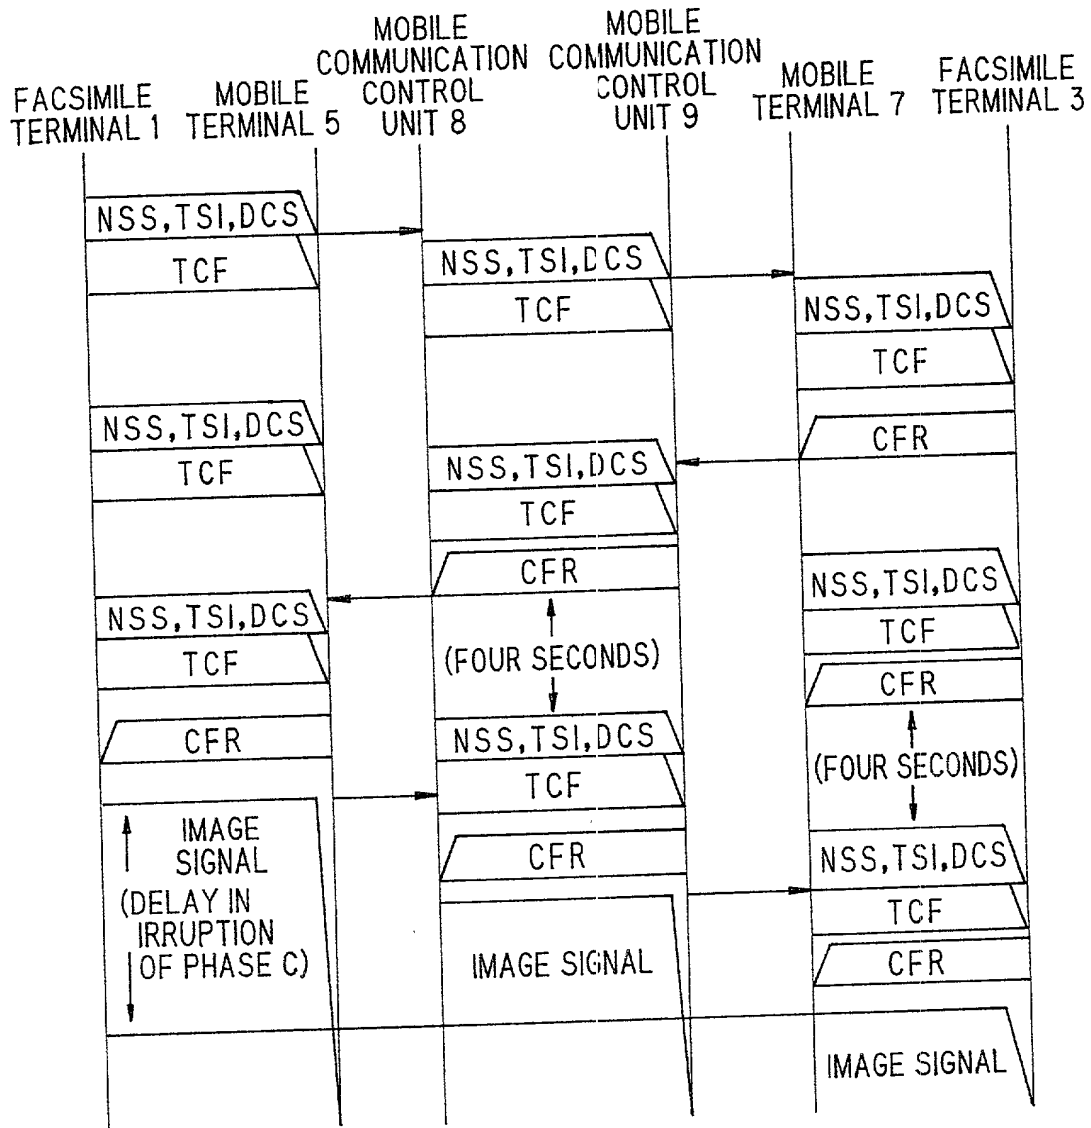 FACSIMILE
TERMINAL 1
MOBILE
TERMINAL 5
MOBILE
COMMUNICATION
CONTROL
UNIT 8
MOBILE
COMMUNICATION
CONTROL
UNIT 9
MOBILE
TERMINAL 7
FACSIMILE
TERMINAL 3
NSS,TSI,DCS
TCF
NSS,TSI,DCS
TCF
NSS,TSI,DCS
TCF
NSS,TSI,DCS
TCF
CFR
NSS,TSI,DCS
TCF
CFR
NSS,TSI,DCS
TCF
CFR
NSS,TSI,DCS
TCF
(FOUR SECONDS)
CFR
NSS,TSI,DCS
TCF
(FOUR SECONDS)
IMAGE
SIGNAL
(DELAY IN
IRRUPTION
OF PHASE C)
CFR
NSS,TSI,DCS
TCF
CFR
IMAGE SIGNAL
IMAGE SIGNAL